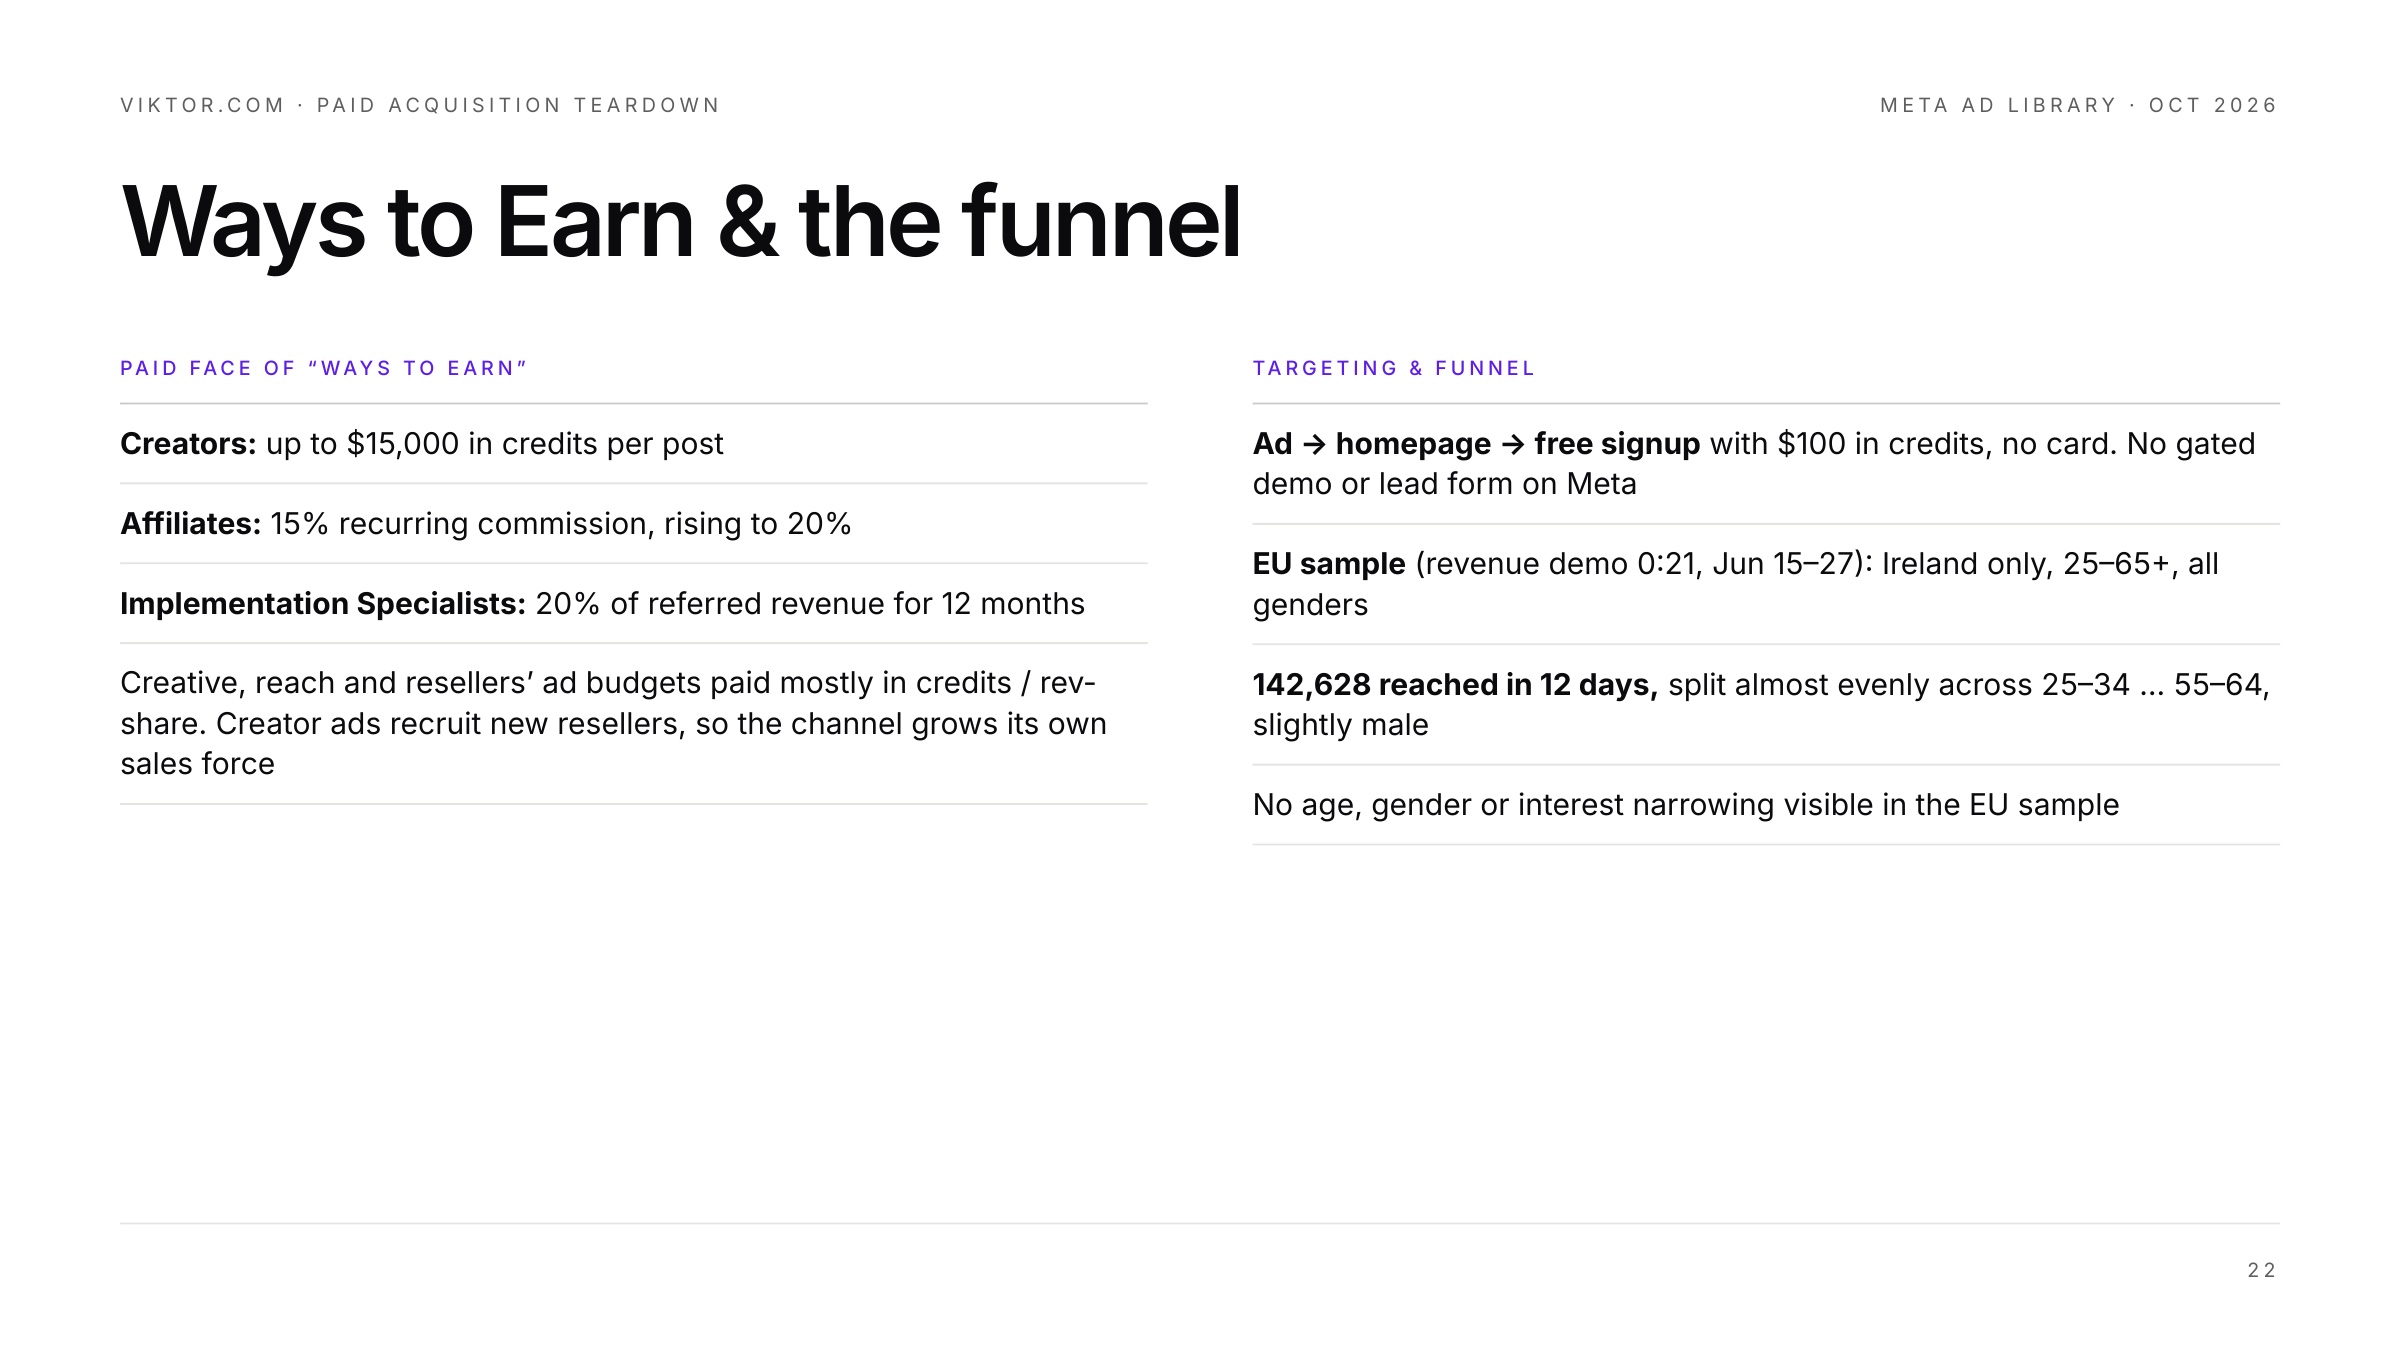 VIKTOR.COM · PAID ACQUISITION TEARDOWN
META AD LIBRARY · OCT 2026
Ways to Earn & the funnel
PAID FACE OF “WAYS TO EARN”
Creators: up to $15,000 in credits per post
Affiliates: 15% recurring commission, rising to 20%
Implementation Specialists: 20% of referred revenue for 12 months
Creative, reach and resellers’ ad budgets paid mostly in credits / rev-
share. Creator ads recruit new resellers, so the channel grows its own
sales force
TARGETING & FUNNEL
Ad → homepage → free signup with $100 in credits, no card. No gated
demo or lead form on Meta
EU sample (revenue demo 0:21, Jun 15–27): Ireland only, 25–65+, all
genders
142,628 reached in 12 days, split almost evenly across 25–34 … 55–64,
slightly male
No age, gender or interest narrowing visible in the EU sample
22